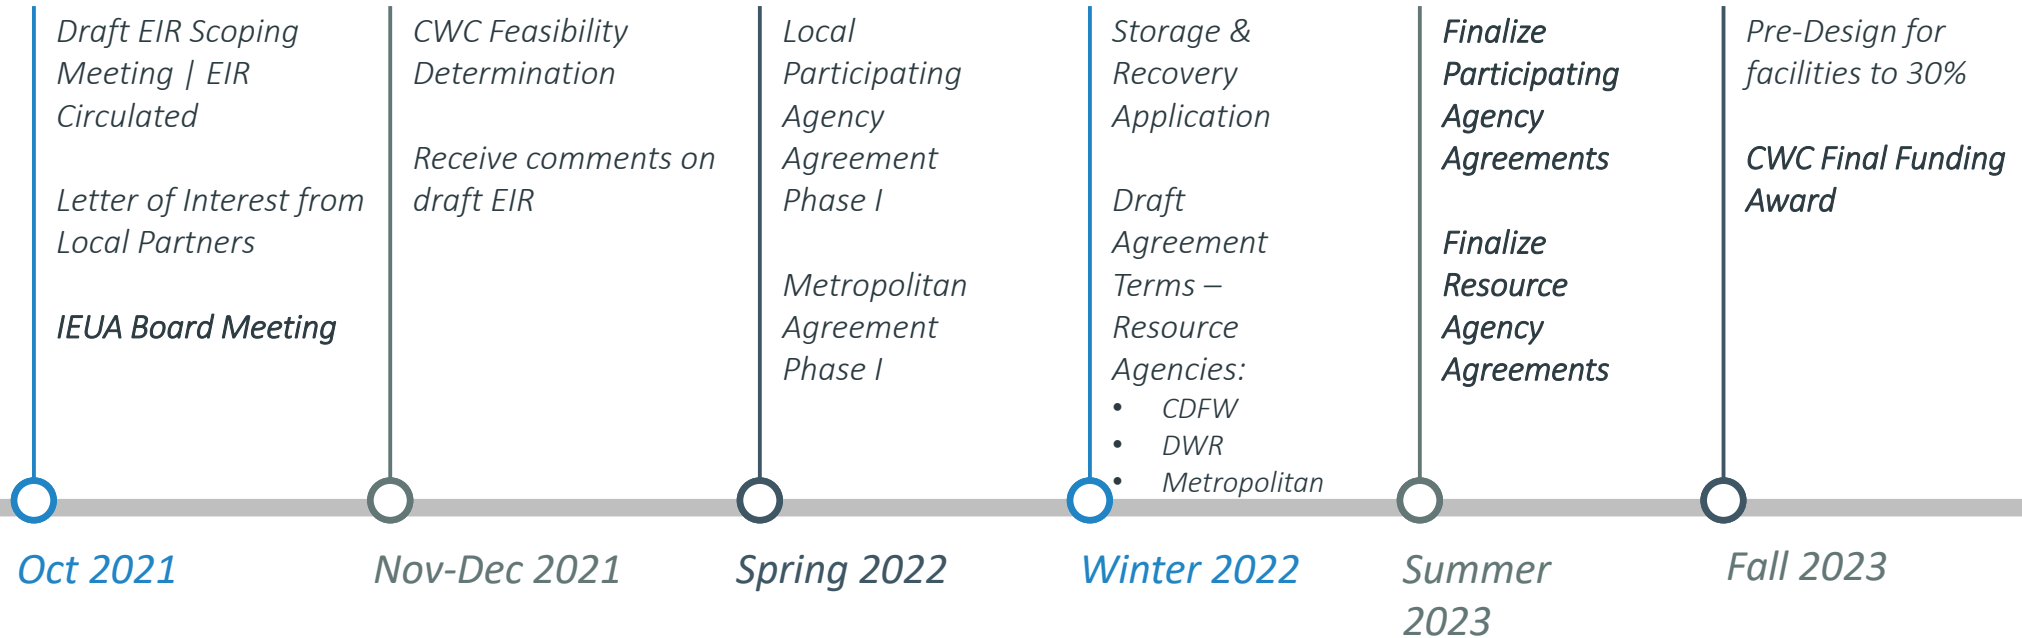 Draft EIR Scoping
Meeting | EIR
Circulated
Letter of Interest from
Local Partners
IEUA Board Meeting
Oct 2021
CWC Feasibility
Determination
Receive comments on
draft EIR
Nov-Dec 2021
Local
Participating
Agency
Agreement
Phase I
Metropolitan
Agreement
Phase I
Spring 2022
Storage &
Recovery
Application
Draft
Agreement
Terms –
Resource
Agencies:
• CDFW
• DWR
• Metropolitan
Winter 2022
Finalize
Participating
Agency
Agreements
Finalize
Resource
Agency
Agreements
Summer
2023
Pre-Design for
facilities to 30%
CWC Final Funding
Award
Fall 2023